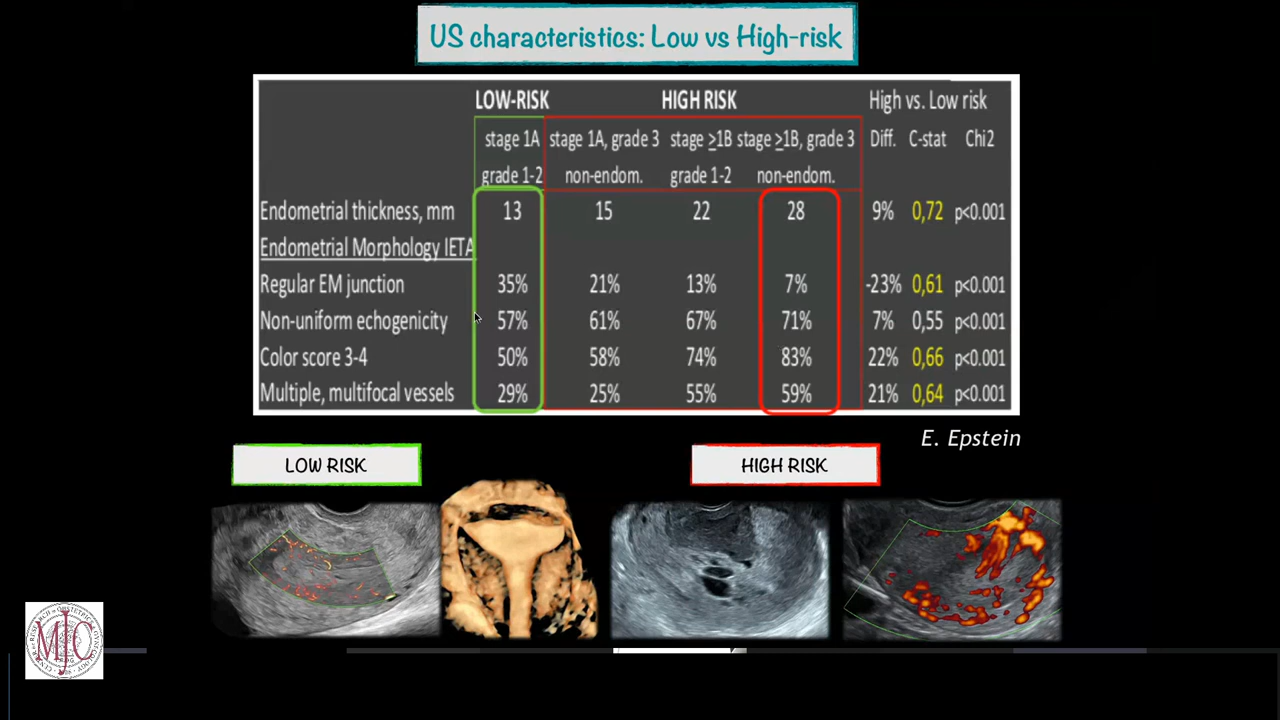 US characteristics: Low vs High-risk
LOW-RISK HIGH RISK High vs. Low risk
stage 1A stage 1A, grade 3 stage ≥1B stage ≥1B, grade 3 Diff. C-stat Chi2
grade 1-2 non-endom. grade 1-2 non-endom.
Endometrial thickness, mm 13 15 22 28 9% 0,72 p<0.001
Endometrial Morphology IETA
Regular EM junction 35% 21% 13% 7% -23% 0,61 p<0.001
Non-uniform echogenicity 57% 61% 67% 71% 7% 0,55 p<0.001
Color score 3-4 50% 58% 74% 83% 22% 0,66 p<0.001
Multiple, multifocal vessels 29% 25% 55% 59% 21% 0,64 p<0.001
E. Epstein
LOW RISK HIGH RISK
MJC